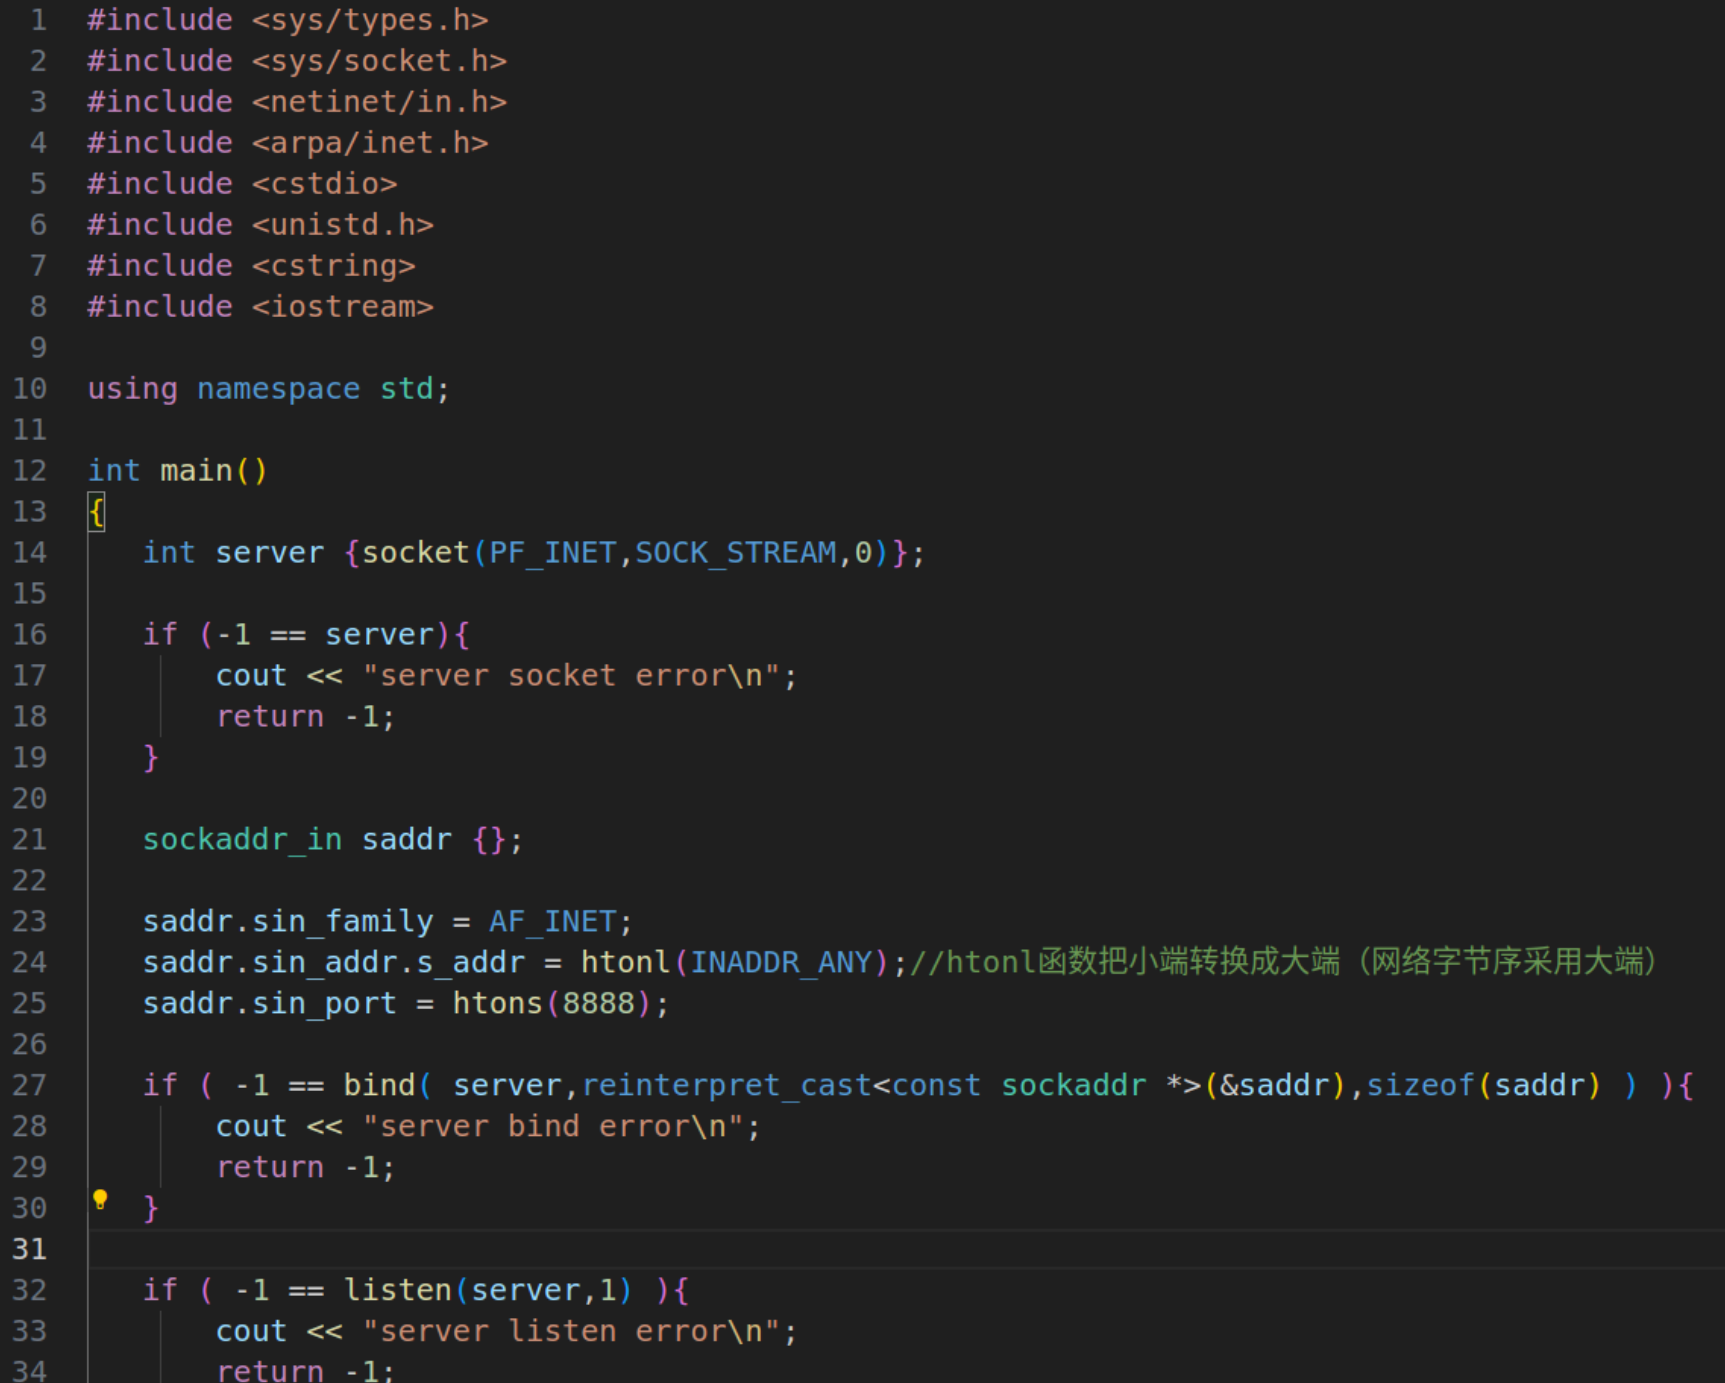 1 #include <sys/types.h>
2 #include <sys/socket.h>
3 #include <netinet/in.h>
4 #include <arpa/inet.h>
5 #include <cstdio>
6 #include <unistd.h>
7 #include <cstring>
8 #include <iostream>
9
10 using namespace std;
11
12 int main()
13 {
14    int server {socket(PF_INET,SOCK_STREAM,0)};
15
16    if (-1 == server){
17        cout << "server socket error\n";
18        return -1;
19    }
20
21    sockaddr_in saddr {};
22
23    saddr.sin_family = AF_INET;
24    saddr.sin_addr.s_addr = htonl(INADDR_ANY);//htonl函数把小端转换成大端（网络字节序采用大端）
25    saddr.sin_port = htons(8888);
26
27    if ( -1 == bind( server,reinterpret_cast<const sockaddr *>(&saddr),sizeof(saddr) ) ){
28        cout << "server bind error\n";
29        return -1;
30    }
31
32    if ( -1 == listen(server,1) ){
33        cout << "server listen error\n";
34        return -1;